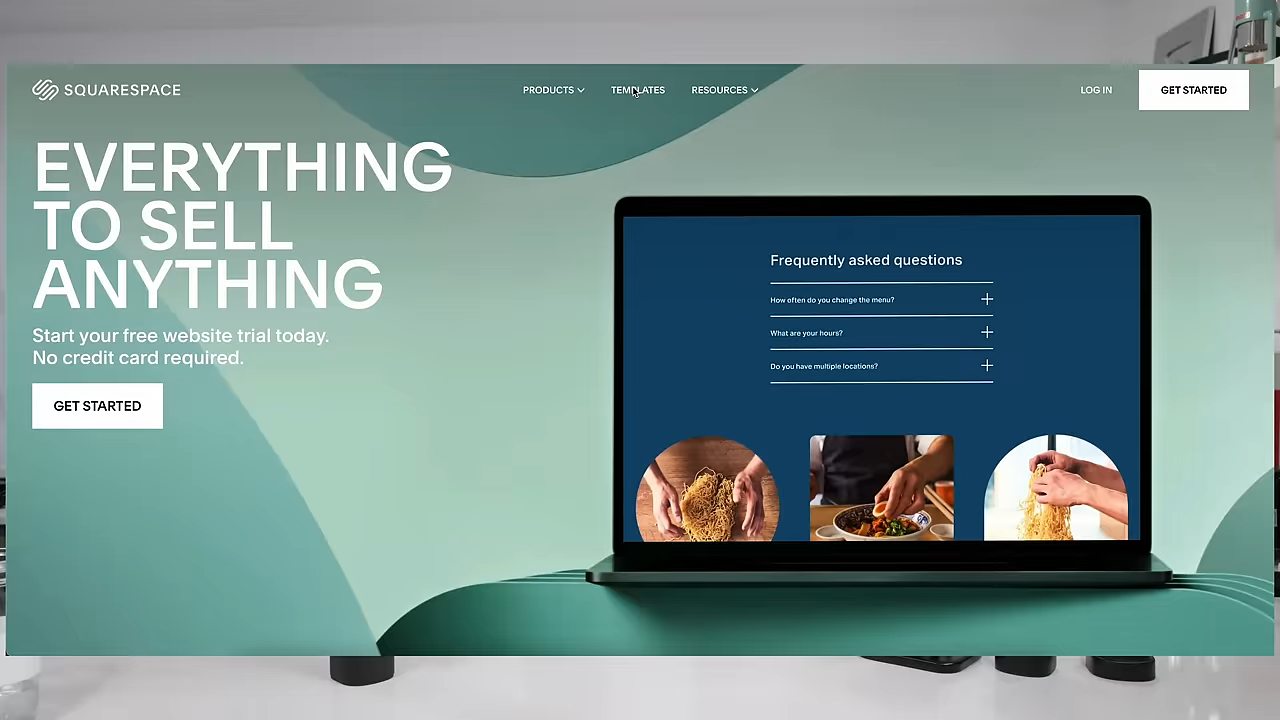 SQUARESPACE
PRODUCTS
TEMPLATES
RESOURCES
LOG IN
GET STARTED
EVERYTHING
TO SELL
ANYTHING
Start your free website trial today.
No credit card required.
GET STARTED
Frequently asked questions
How often do you change the menu?
What are your hours?
Do you have multiple locations?